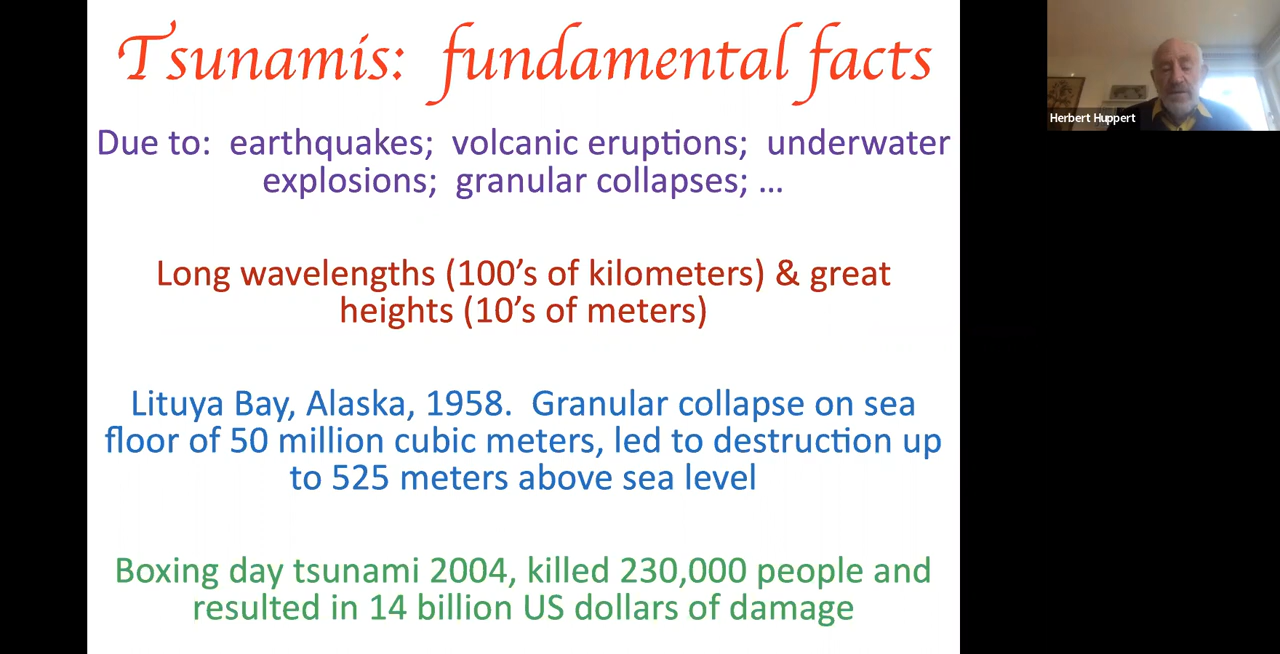 Tsunamis: fundamental facts
Due to: earthquakes; volcanic eruptions; underwater
explosions; granular collapses; ...
Long wavelengths (100's of kilometers) & great
heights (10's of meters)
Lituya Bay, Alaska, 1958. Granular collapse on sea
floor of 50 million cubic meters, led to destruction up
to 525 meters above sea level
Boxing day tsunami 2004, killed 230,000 people and
resulted in 14 billion US dollars of damage
Herbert Huppert